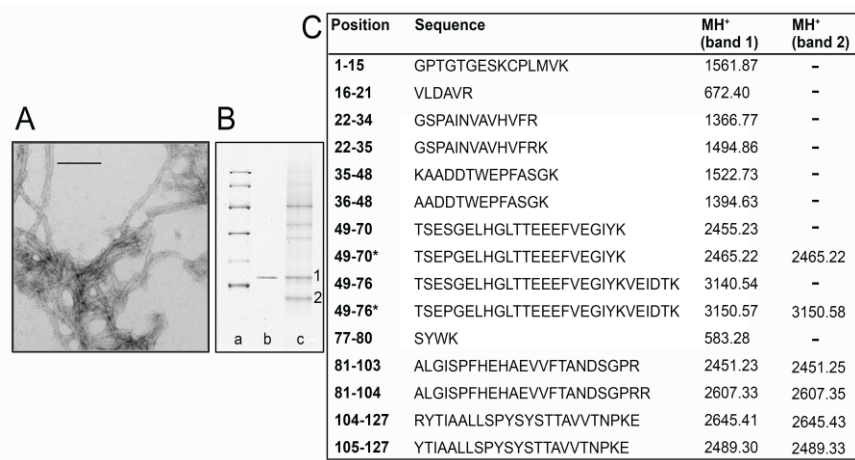 A
B
a b c
1
2
C
Position Sequence MH⁺ (band 1) MH⁺ (band 2)
1-15 GPTGTGESKCPLMVK 1561.87 -
16-21 VLDAVR 672.40 -
22-34 GSPAINVAVHVFR 1366.77 -
22-35 GSPAINVAVHVFRK 1494.86 -
35-48 KAADDTWEPFASGK 1522.73 -
36-48 AADDTWEPFASGK 1394.63 -
49-70 TSESGELHGLTTEEEFVEGIYK 2455.23 -
49-70* TSEPGELHGLTTEEEFVEGIYK 2465.22 2465.22
49-76 TSESGELHGLTTEEEFVEGIYKVEIDTK 3140.54 -
49-76* TSEPGELHGLTTEEEFVEGIYKVEIDTK 3150.57 3150.58
77-80 SYWK 583.28 -
81-103 ALGISPFHEHAEVVFTANDSGPR 2451.23 2451.25
81-104 ALGISPFHEHAEVVFTANDSGPRR 2607.33 2607.35
104-127 RYTIAALLSPYSYSTTAVVTNPKE 2645.41 2645.43
105-127 YTIAALLSPYSYSTTAVVTNPKE 2489.30 2489.33